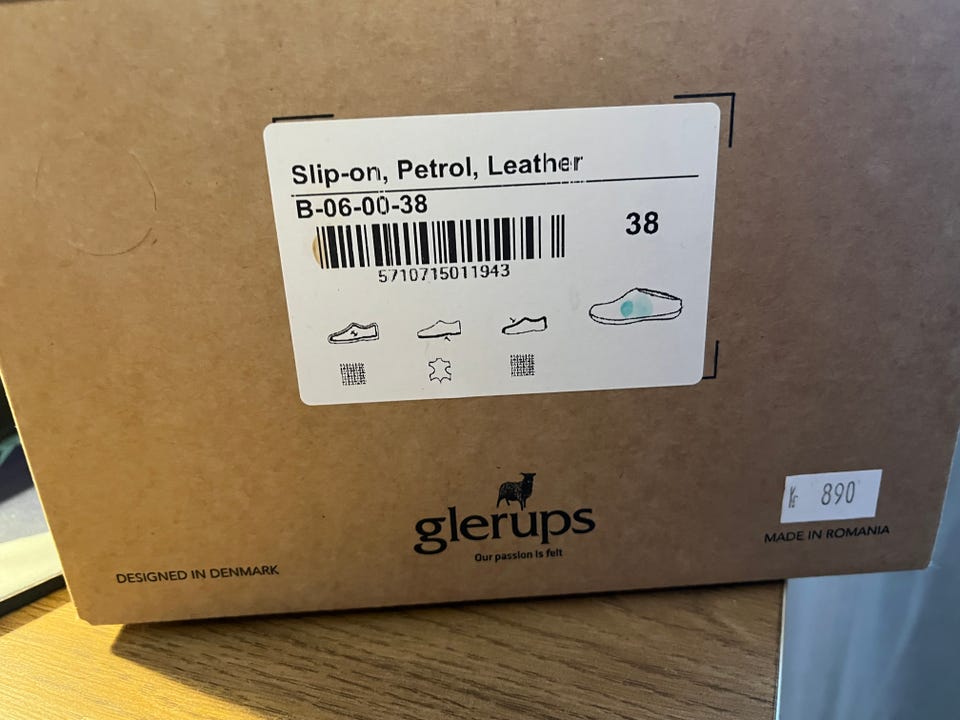 Slip-on, Petrol, Leather
B-06-00-38
38
5710715011943
glerups
Our passion is felt
DESIGNED IN DENMARK
Kr 890
MADE IN ROMANIA